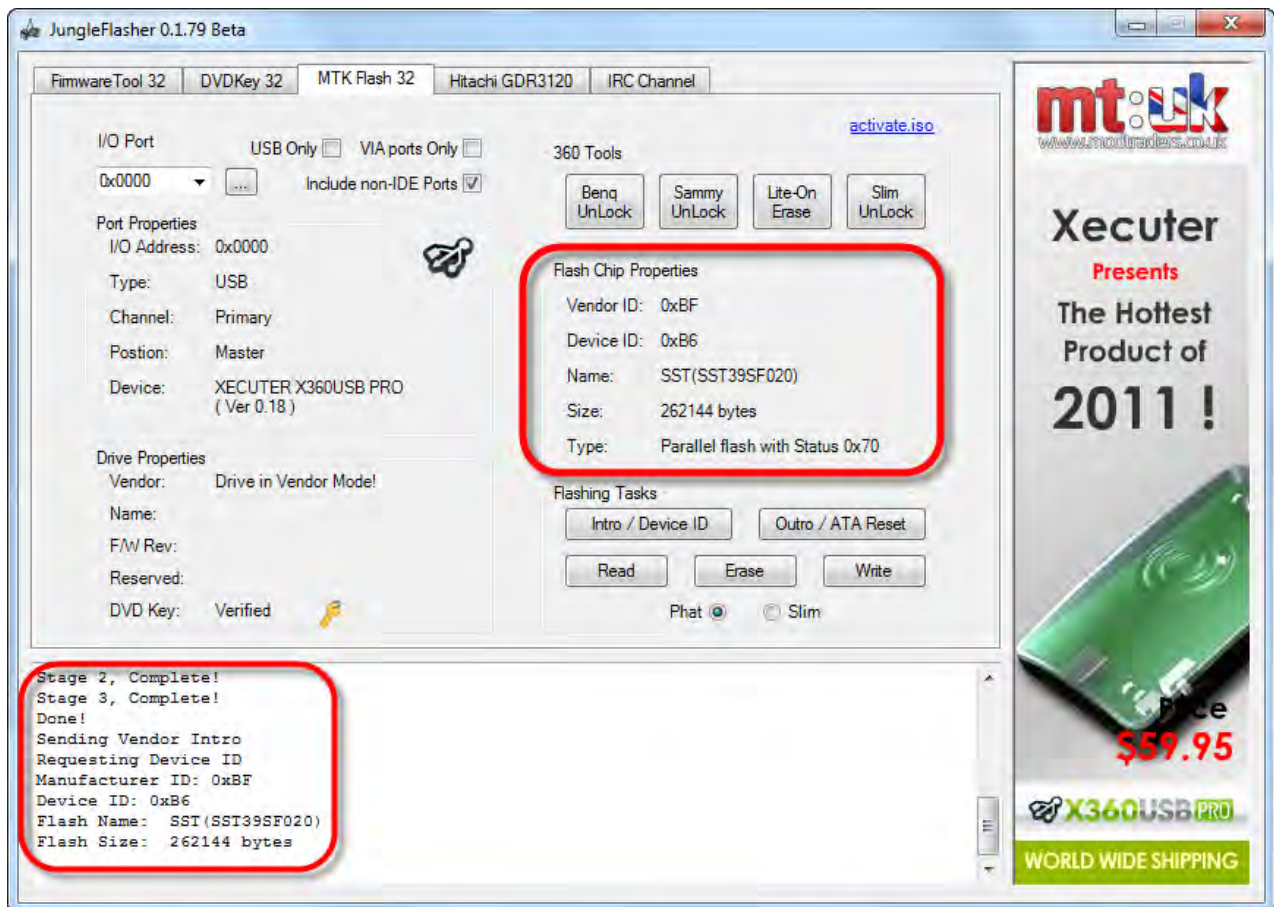 JungleFlasher 0.1.79 Beta
FirmwareTool 32
DVDKey 32
MTK Flash 32
Hitachi GDR3120
IRC Channel
I/O Port
USB Only
VIA ports Only
0x0000
...
Include non-IDE Ports
Port Properties
I/O Address: 0x0000
Type: USB
Channel: Primary
Postion: Master
Device: XECUTER X360USB PRO
( Ver 0.18 )
Drive Properties
Vendor: Drive in Vendor Mode!
Name:
F/W Rev:
Reserved:
DVD Key: Verified
activate.iso
360 Tools
Benq
UnLock
Sammy
UnLock
Lite-On
Erase
Slim
UnLock
Flash Chip Properties
Vendor ID: 0xBF
Device ID: 0xB6
Name: SST(SST39SF020)
Size: 262144 bytes
Type: Parallel flash with Status 0x70
Flashing Tasks
Intro / Device ID
Outro / ATA Reset
Read
Erase
Write
Phat
Slim
Stage 2, Complete!
Stage 3, Complete!
Done!
Sending Vendor Intro
Requesting Device ID
Manufacturer ID: 0xBF
Device ID: 0xB6
Flash Name: SST(SST39SF020)
Flash Size: 262144 bytes
mt:uk
www.modtraders.co.uk
Xecuter
Presents
The Hottest
Product of
2011 !
Price
$59.95
X360USB PRO
WORLD WIDE SHIPPING